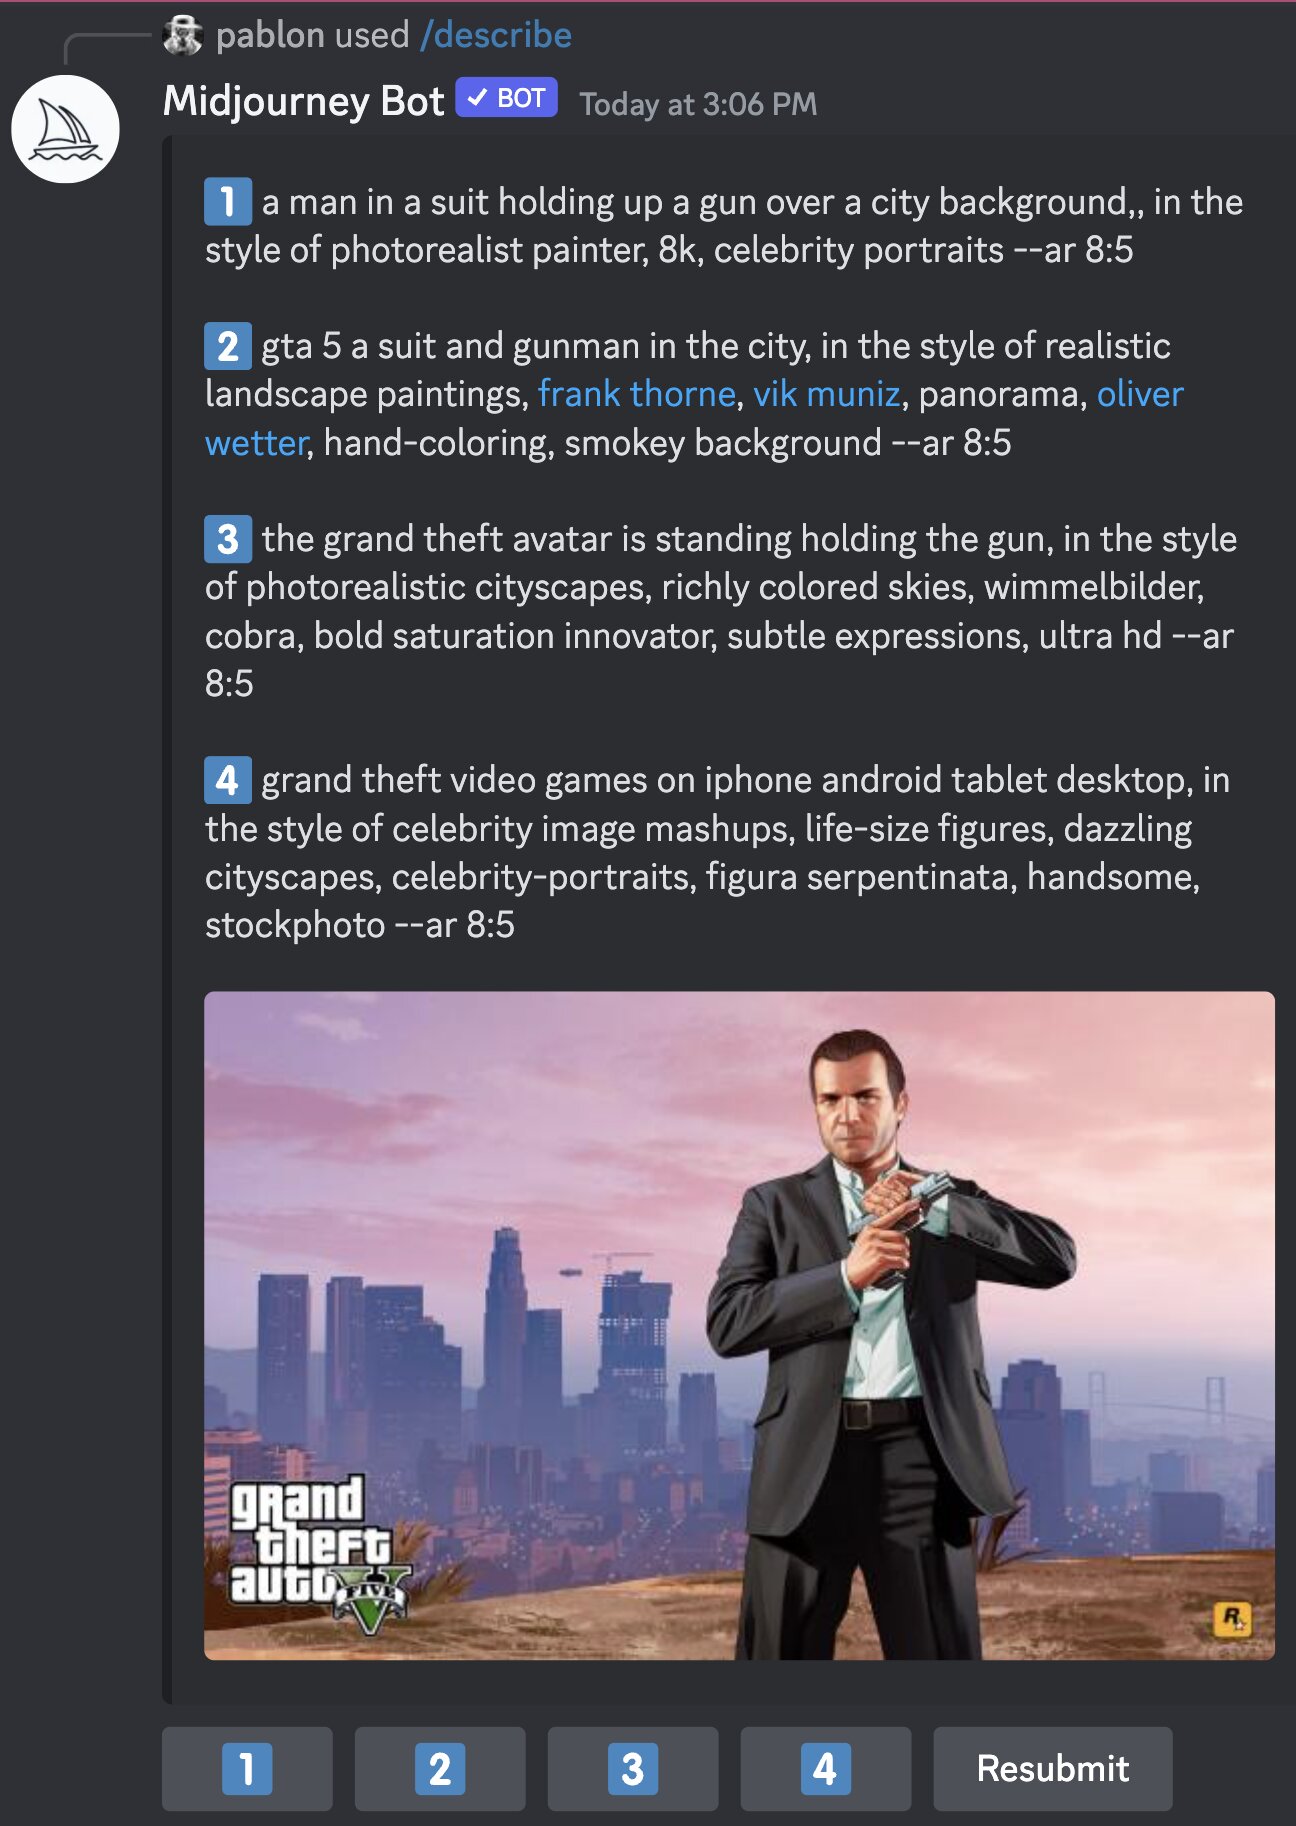 pablon used /describe
Midjourney Bot ✓ BOT Today at 3:06 PM
1 a man in a suit holding up a gun over a city background,, in the
style of photorealist painter, 8k, celebrity portraits --ar 8:5
2 gta 5 a suit and gunman in the city, in the style of realistic
landscape paintings, frank thorne, vik muniz, panorama, oliver
wetter, hand-coloring, smokey background --ar 8:5
3 the grand theft avatar is standing holding the gun, in the style
of photorealistic cityscapes, richly colored skies, wimmelbilder,
cobra, bold saturation innovator, subtle expressions, ultra hd --ar
8:5
4 grand theft video games on iphone android tablet desktop, in
the style of celebrity image mashups, life-size figures, dazzling
cityscapes, celebrity-portraits, figura serpentinata, handsome,
stockphoto --ar 8:5
grand
theft
auto V
FIVE
R
1 2 3 4 Resubmit